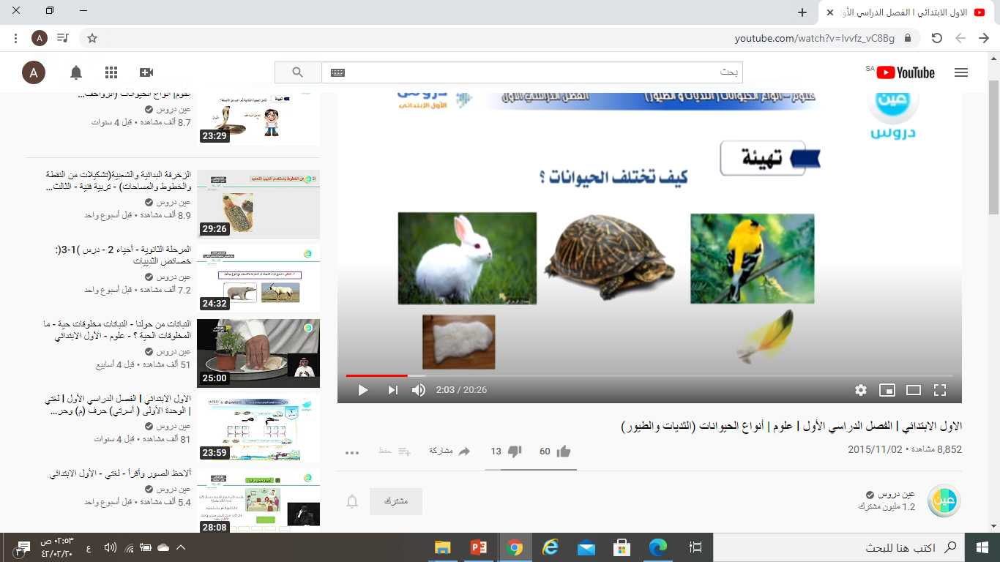 الاول الابتدائي | الفصل الدراسي الأول
youtube.com/watch?v=lvvfz_vC8Bg
A
YouTube SA
بحث
A
دروس
الأول الإبتدائي
علوم – أنواع الحيوانات (الثديات و الطيور)
الفصل الدراسي الأول
عين
دروس
تهيئة
كيف تختلف الحيوانات ؟
2:03 / 20:26
الاول الابتدائي | الفصل الدراسي الأول | علوم | أنواع الحيوانات (الثديات والطيور)
8,852 مشاهدة • 2015/11/02
60
13
مشاركة
حفظ
عين دروس
1.2 مليون مشترك
مشترك
علوم| أنواع الحيوانات (الزواحف...
عين دروس
8.7 ألف مشاهدة • قبل 4 سنوات
تهيئة
23:29
الزخرفة البدائية والشعبية(تشكيلات من النقطة
والخطوط والمساحات) - تربية فنية - الثالث...
عين دروس
8.9 ألف مشاهدة • قبل أسبوع واحد
29:26
المرحلة الثانوية - أحياء 2 - درس )1-3(:
خصائص الثدييات
عين دروس
7.2 ألف مشاهدة • قبل أسبوع واحد
24:32
النباتات من حولنا - النباتات مخلوقات حية - ما
المخلوقات الحية ؟ - علوم - الأول الابتدائي
عين دروس
51 ألف مشاهدة • قبل 4 أسابيع
25:00
الاول الابتدائي | الفصل الدراسي الأول | لغتي
| الوحدة الأولى ( أسرتي) حرف (م) وحر...
عين دروس
81 ألف مشاهدة • قبل 4 سنوات
23:59
ألاحظ الصور وأقرأ - لغتي - الأول الابتدائي
عين دروس
5.4 ألف مشاهدة • قبل أسبوع واحد
28:08
اكتب هنا للبحث
ع
٠٢:٥٣ ص
٤٢/٠٢/٢٠
٣